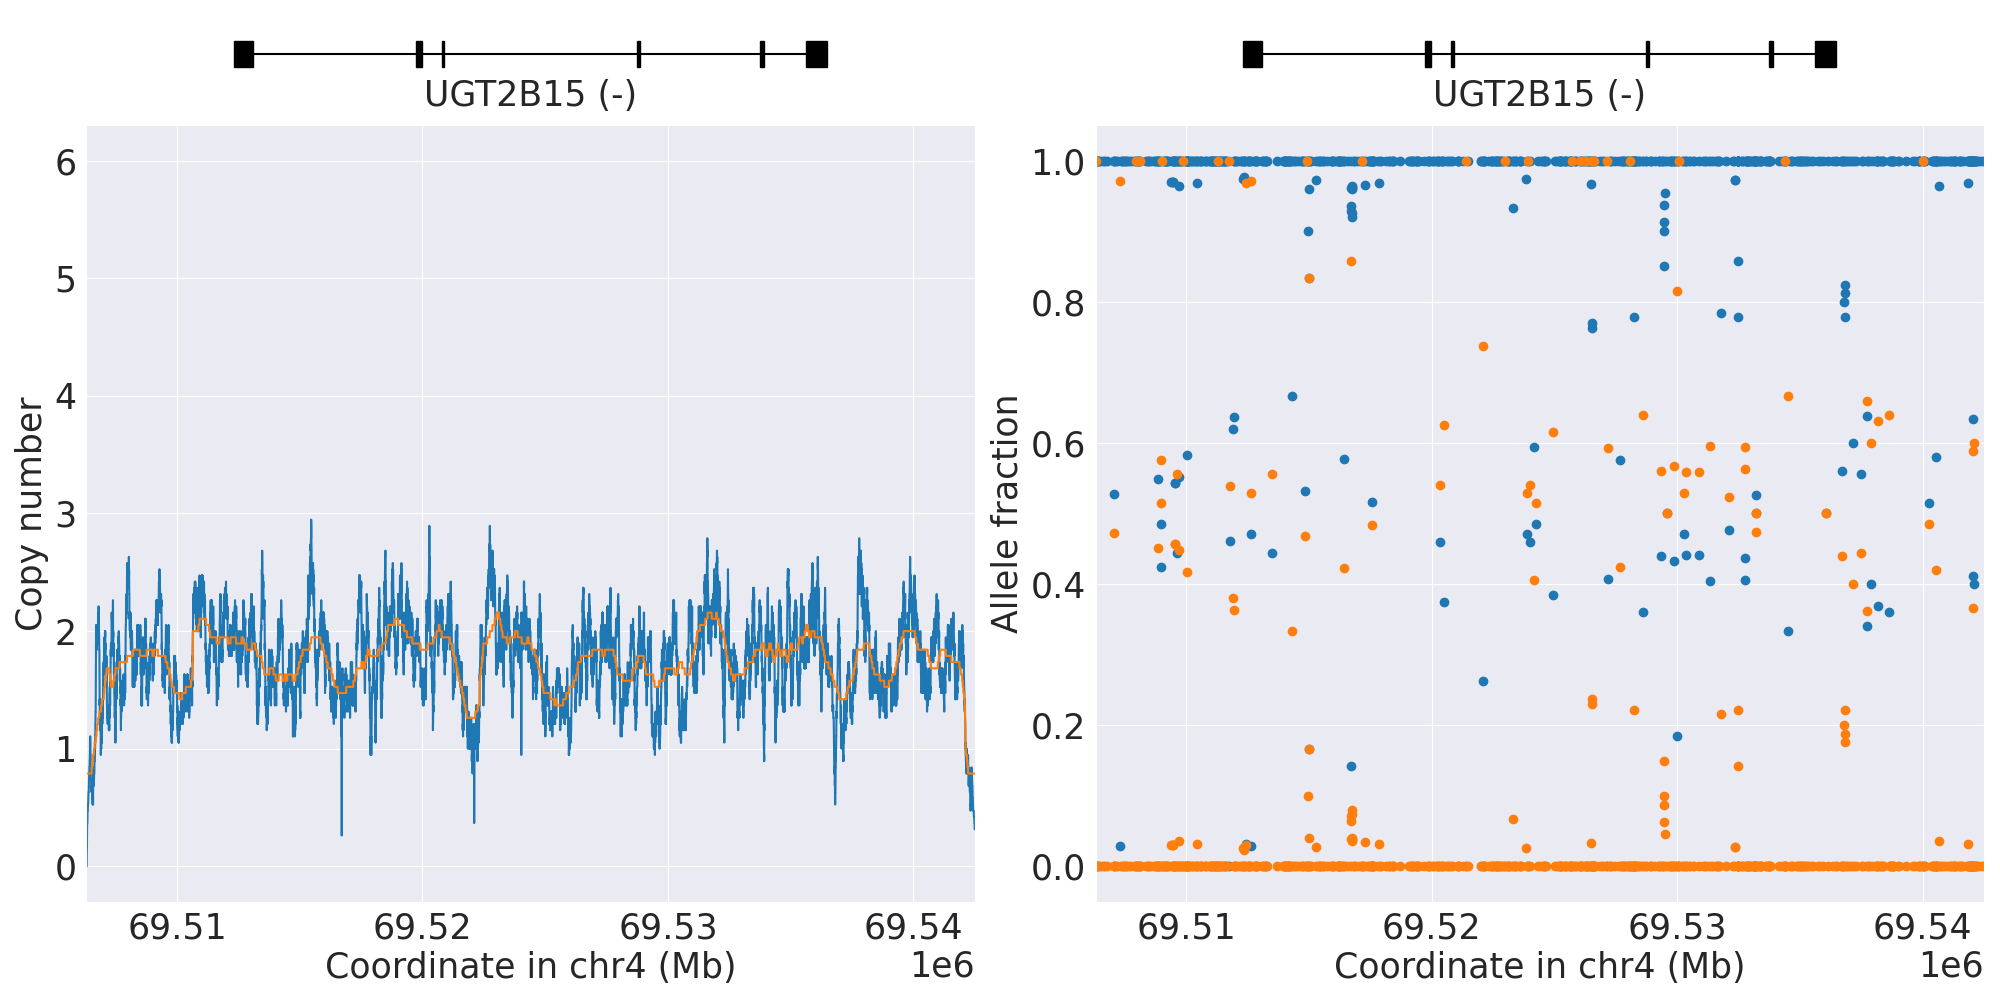 UGT2B15 (-)
6
5
4
3
2
1
0
Copy number
69.51 69.52 69.53 69.54
Coordinate in chr4 (Mb)
1e6
UGT2B15 (-)
1.0
0.8
0.6
0.4
0.2
0.0
Allele fraction
69.51 69.52 69.53 69.54
Coordinate in chr4 (Mb)
1e6